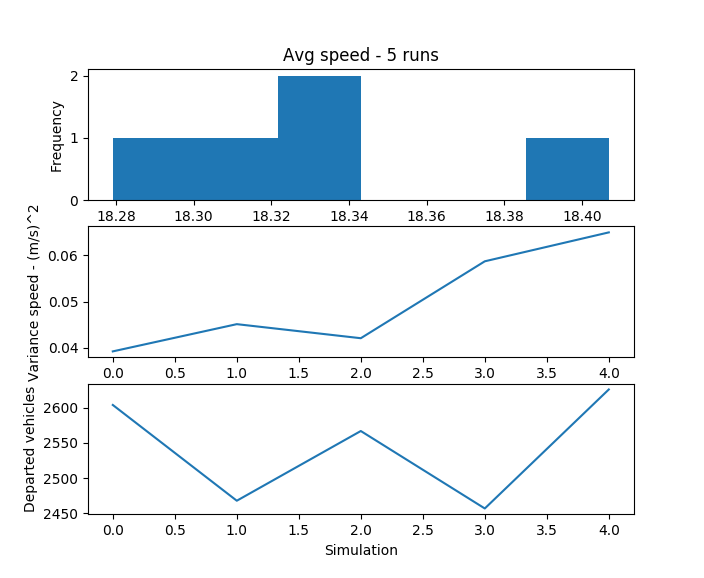 Avg speed - 5 runs
Frequency
2
1
0
18.28 18.30 18.32 18.34 18.36 18.38 18.40
Variance speed - (m/s)^2
0.06
0.05
0.04
0.0 0.5 1.0 1.5 2.0 2.5 3.0 3.5 4.0
Departed vehicles
2600
2550
2500
2450
0.0 0.5 1.0 1.5 2.0 2.5 3.0 3.5 4.0
Simulation